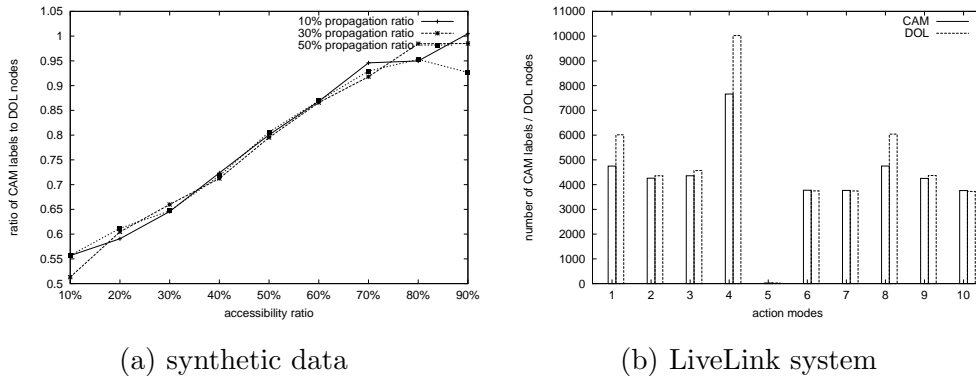 10% propagation ratio
30% propagation ratio
50% propagation ratio
1.05
1
0.95
0.9
0.85
0.8
0.75
0.7
0.65
0.6
0.55
0.5
ratio of CAM labels to DOL nodes
10% 20% 30% 40% 50% 60% 70% 80% 90%
accessibility ratio
(a) synthetic data
CAM
DOL
11000
10000
9000
8000
7000
6000
5000
4000
3000
2000
1000
0
number of CAM labels / DOL nodes
1 2 3 4 5 6 7 8 9 10
action modes
(b) LiveLink system